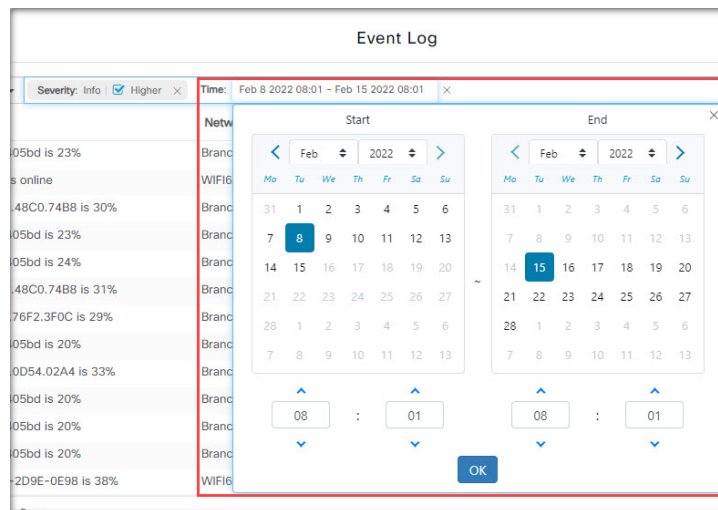 Event Log
Severity: Info | Higher × Time: Feb 8 2022 08:01 – Feb 15 2022 08:01 ×
Netw
405bd is 23% Branc
s online WIFI6
.48C0.74B8 is 30% Branc
405bd is 23% Branc
405bd is 24% Branc
.48C0.74B8 is 31% Branc
.76F2.3F0C is 29% Branc
405bd is 20% Branc
.0D54.02A4 is 33% Branc
405bd is 20% Branc
405bd is 20% Branc
405bd is 20% Branc
-2D9E-0E98 is 38% WIFI6
Start
Feb 2022
Mo Tu We Th Fr Sa Su
31 1 2 3 4 5 6
7 8 9 10 11 12 13
14 15 16 17 18 19 20
21 22 23 24 25 26 27
28 1 2 3 4 5 6
7 8 9 10 11 12 13
08 : 01
~
End
Feb 2022
Mo Tu We Th Fr Sa Su
31 1 2 3 4 5 6
7 8 9 10 11 12 13
14 15 16 17 18 19 20
21 22 23 24 25 26 27
28 1 2 3 4 5 6
7 8 9 10 11 12 13
08 : 01
OK